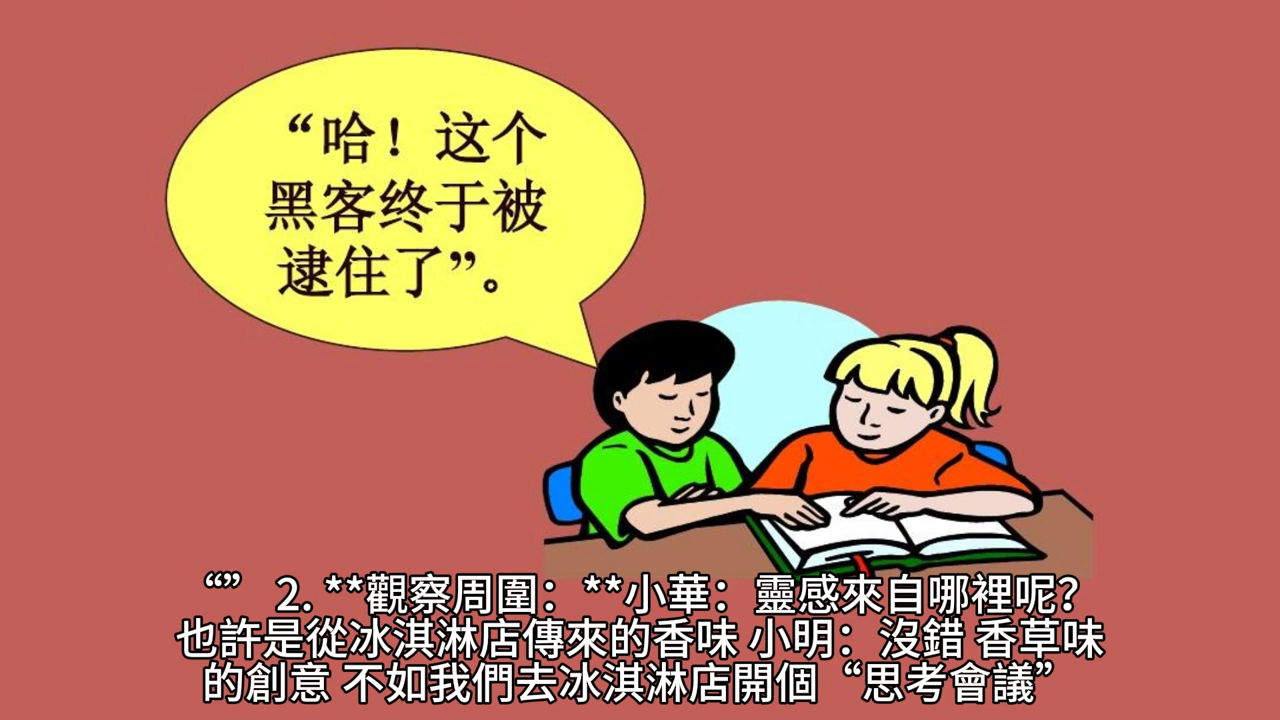 “哈！这个
黑客终于被
逮住了”。
“” 2. **觀察周圍：**小華：靈感來自哪裡呢？
也許是從冰淇淋店傳來的香味 小明：沒錯 香草味
的創意 不如我們去冰淇淋店開個“思考會議”